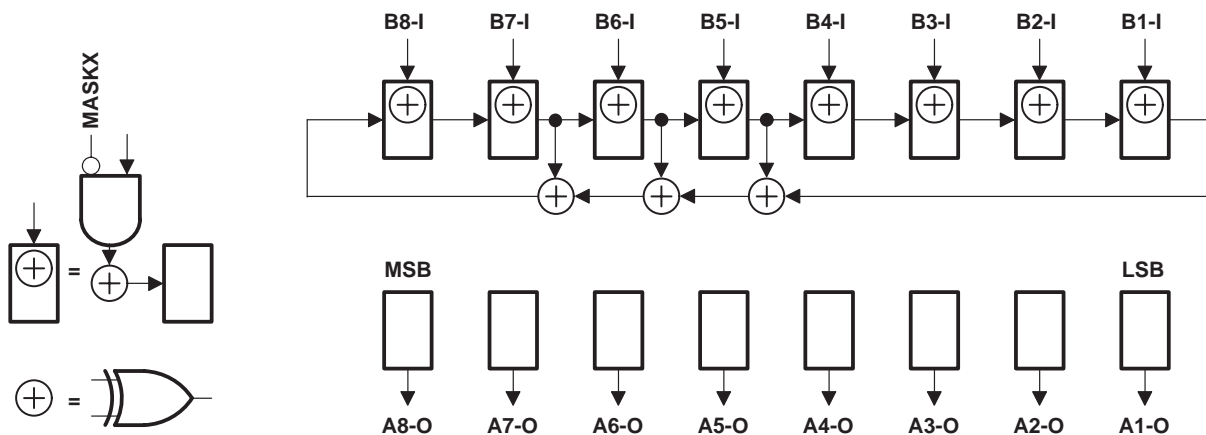 B8-I B7-I B6-I B5-I B4-I B3-I B2-I B1-I
MASKX
=
MSB LSB
=
A8-O A7-O A6-O A5-O A4-O A3-O A2-O A1-O